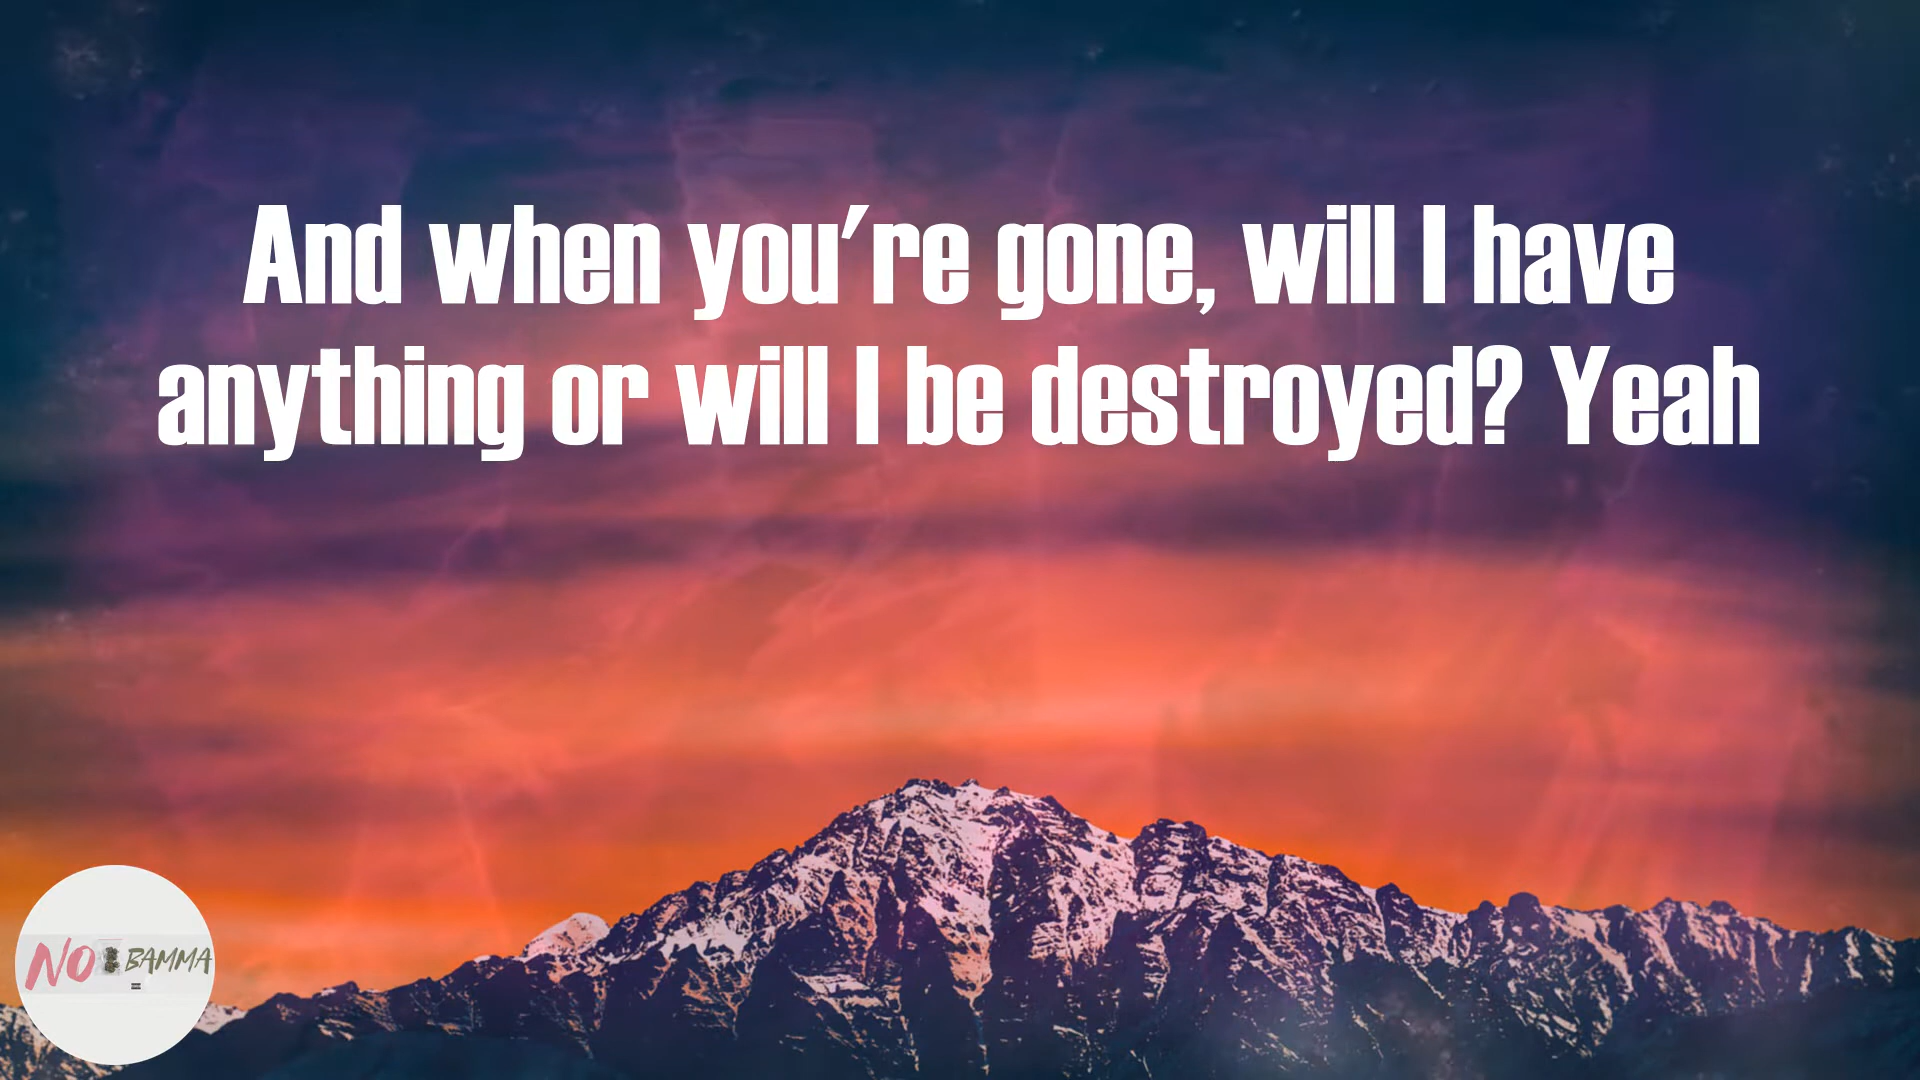 And when you're gone, will I have
anything or will I be destroyed? Yeah
NO BAMMA